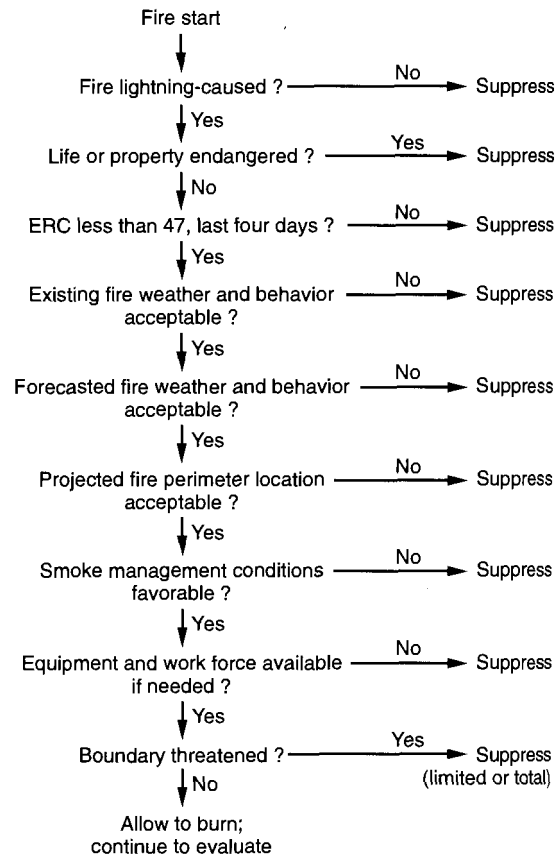 Fire start
Fire lightning-caused ?
No
Suppress
Yes
Life or property endangered ?
Yes
Suppress
No
ERC less than 47, last four days ?
No
Suppress
Yes
Existing fire weather and behavior
acceptable ?
No
Suppress
Yes
Forecasted fire weather and behavior
acceptable ?
No
Suppress
Yes
Projected fire perimeter location
acceptable ?
No
Suppress
Yes
Smoke management conditions
favorable ?
No
Suppress
Yes
Equipment and work force available
if needed ?
No
Suppress
Yes
Boundary threatened ?
Yes
Suppress
(limited or total)
No
Allow to burn;
continue to evaluate